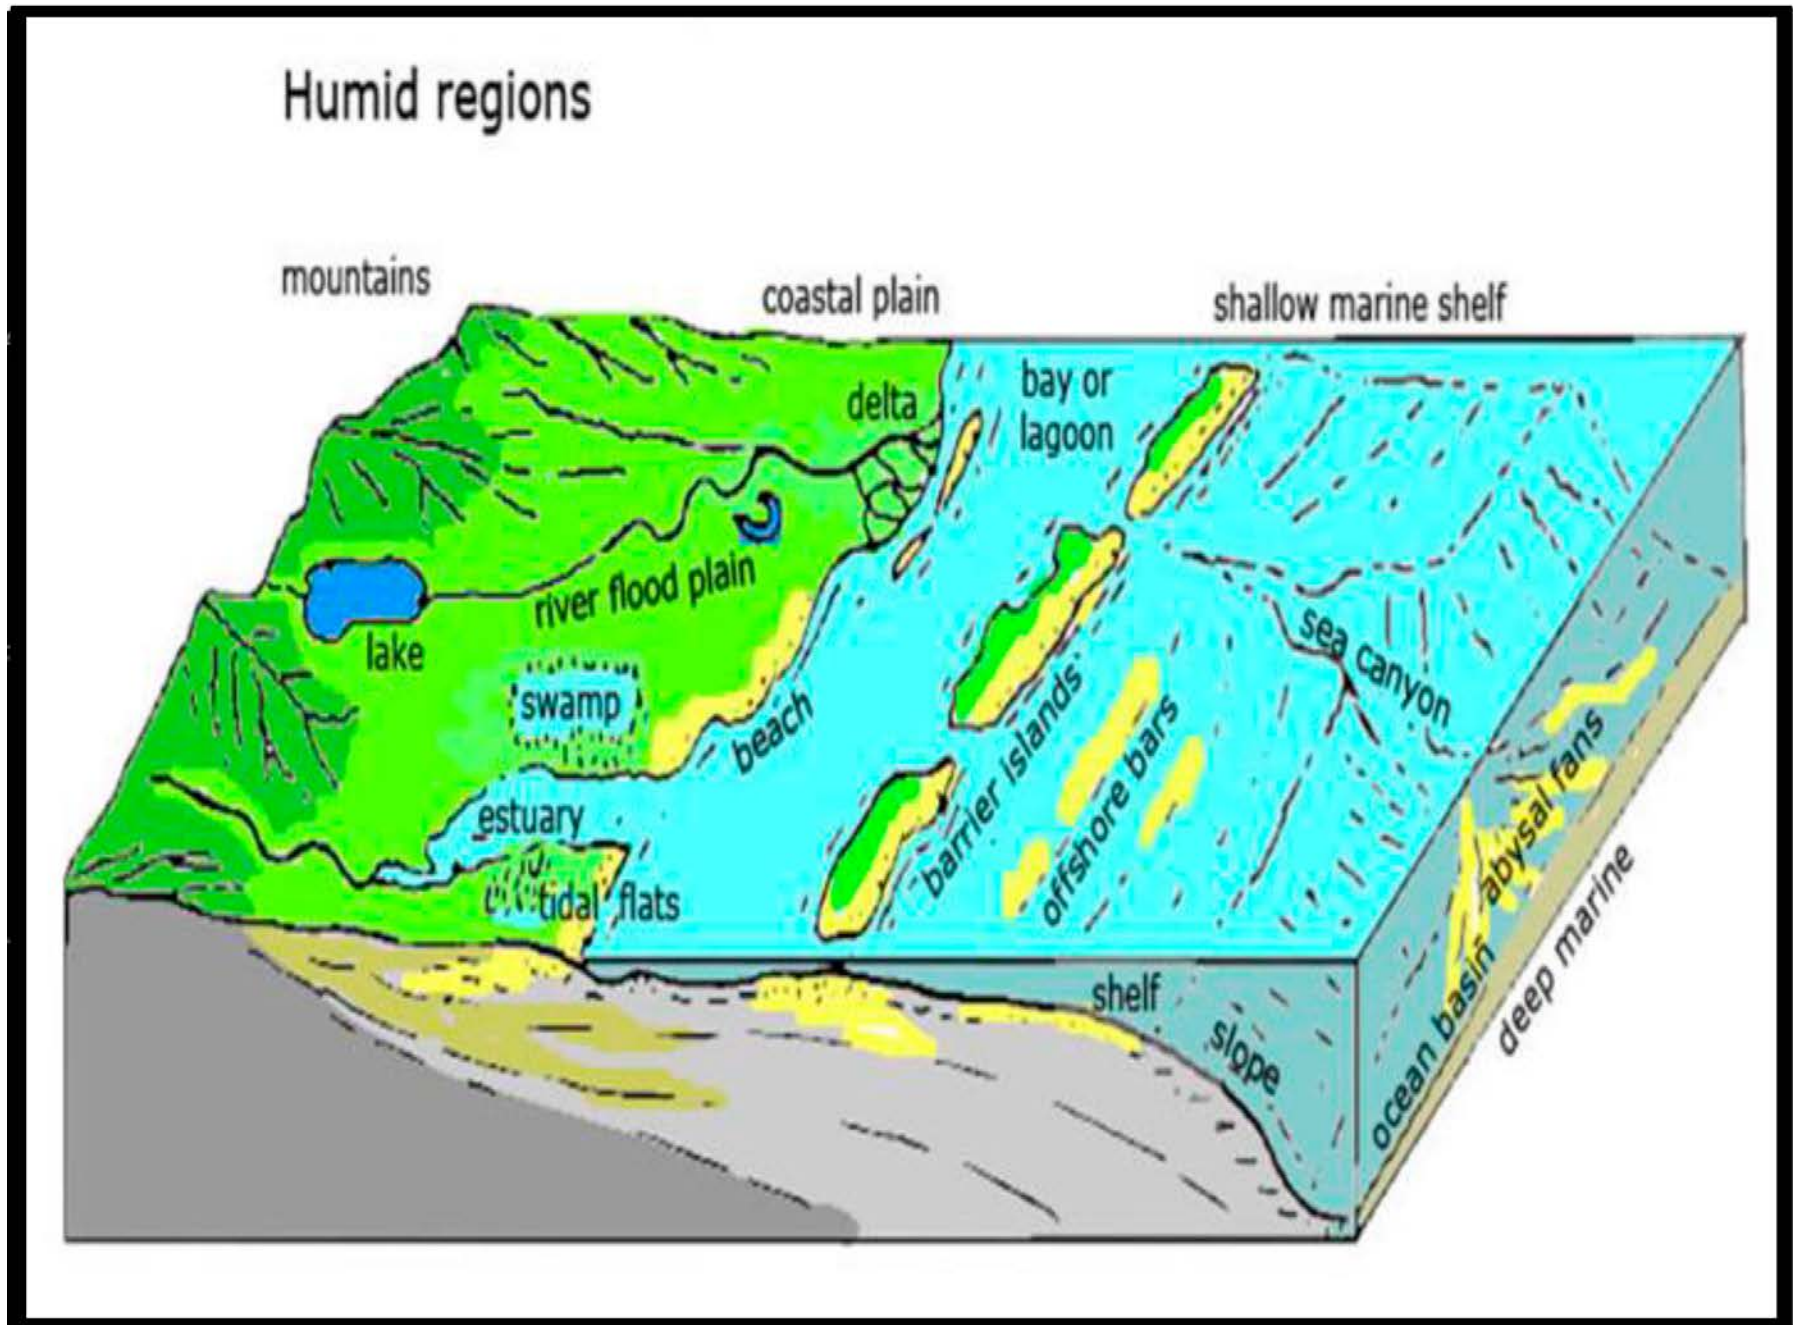 Humid regions
mountains
coastal plain
shallow marine shelf
bay or
lagoon
delta
river flood plain
lake
swamp
beach
sea canyon
estuary
tidal flats
barrier islands
offshore bars
abysal fans
shelf
slope
ocean basin
deep marine